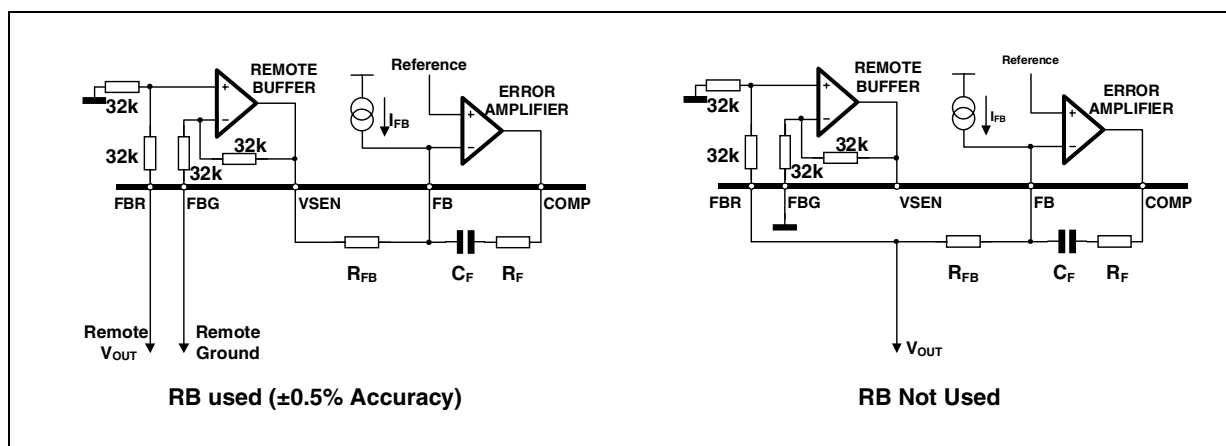 REMOTE
BUFFER
32k
+
−
32k
32k
32k
Reference
ERROR
AMPLIFIER
I_FB
+
−
FBR
FBG
VSEN
FB
COMP
R_FB
C_F
R_F
Remote
V_OUT
Remote
Ground
RB used (±0.5% Accuracy)
REMOTE
BUFFER
32k
+
−
32k
32k
32k
Reference
ERROR
AMPLIFIER
I_FB
+
−
FBR
FBG
VSEN
FB
COMP
R_FB
C_F
R_F
V_OUT
RB Not Used